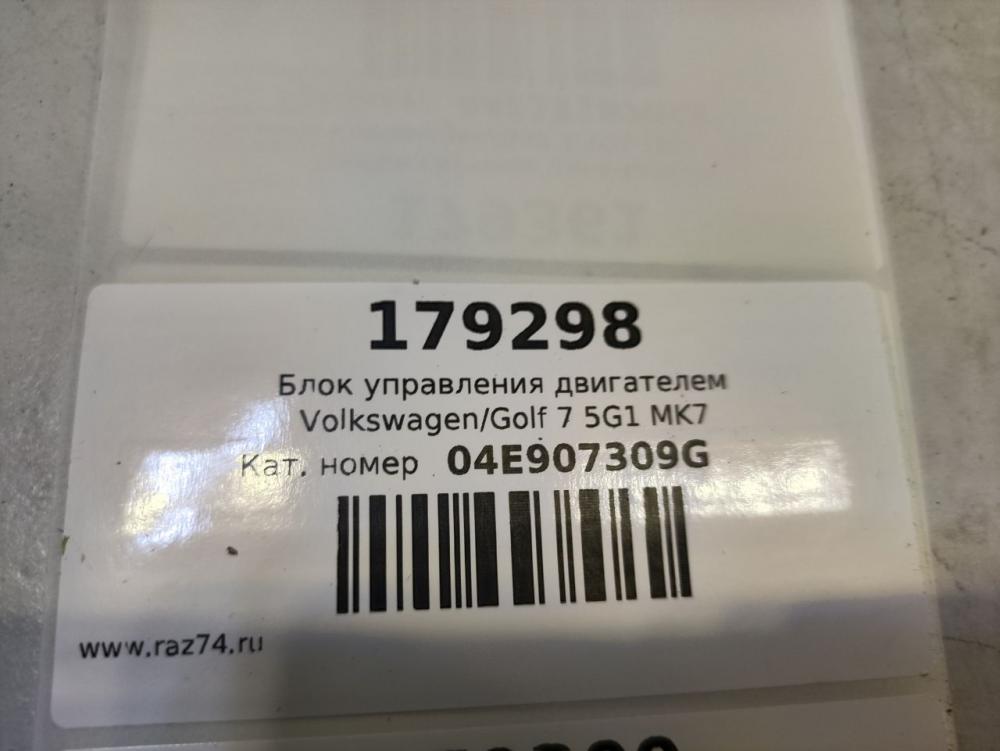 179298
Блок управления двигателем
Volkswagen/Golf 7 5G1 MK7
Кат. номер 04E907309G
www.raz74.ru